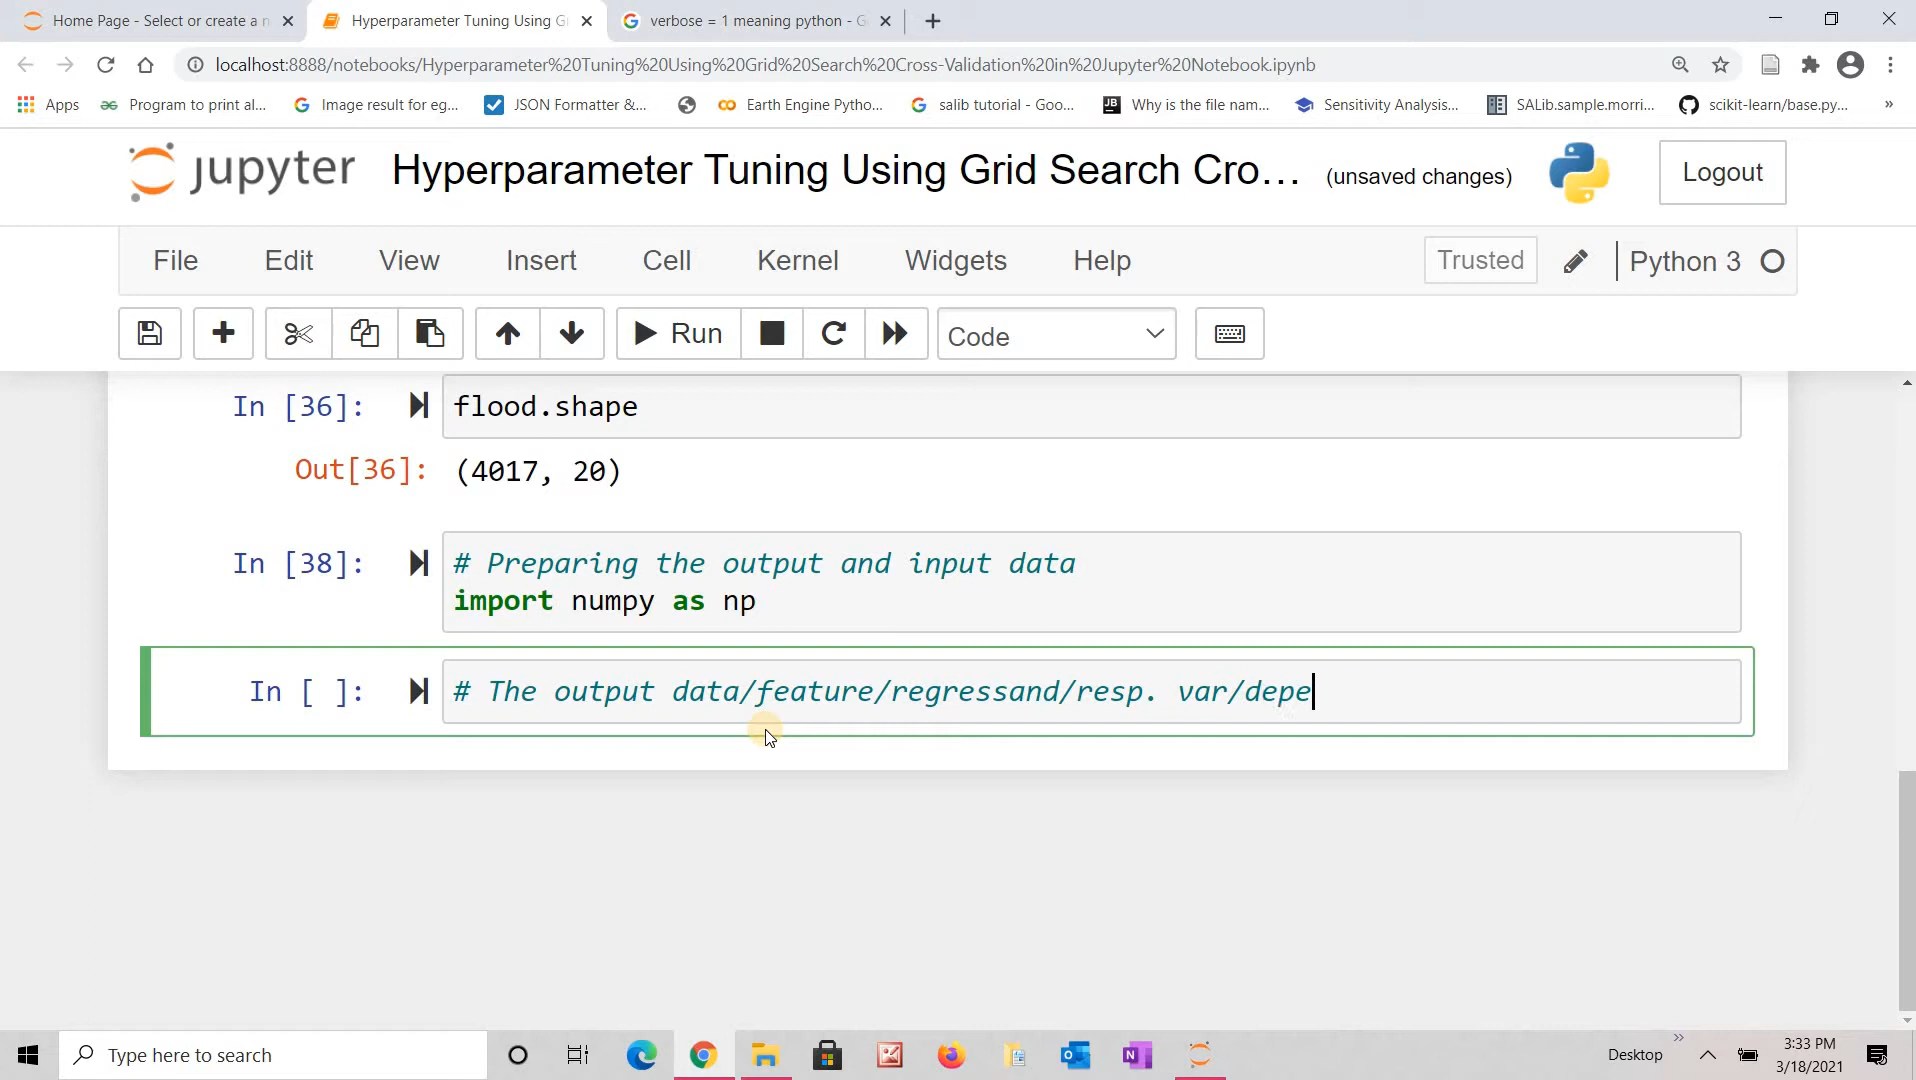 Home Page - Select or create a n
Hyperparameter Tuning Using Gr
verbose = 1 meaning python - G
localhost:8888/notebooks/Hyperparameter%20Tuning%20Using%20Grid%20Search%20Cross-Validation%20in%20Jupyter%20Notebook.ipynb
Apps
Program to print al...
Image result for eg...
JSON Formatter &...
Earth Engine Pytho...
salib tutorial - Goo...
Why is the file nam...
Sensitivity Analysis...
SALib.sample.morri...
scikit-learn/base.py...
»
jupyter Hyperparameter Tuning Using Grid Search Cro... (unsaved changes)
Logout
File Edit View Insert Cell Kernel Widgets Help
Trusted
Python 3
Run
Code
In [36]: flood.shape
Out[36]: (4017, 20)
In [38]: # Preparing the output and input data
import numpy as np
In [ ]: # The output data/feature/regressand/resp. var/depe
Type here to search
Desktop
»
3:33 PM
3/18/2021